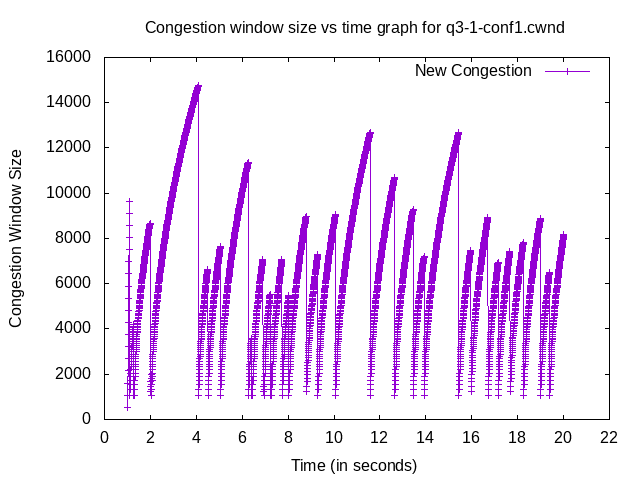 Congestion window size vs time graph for q3-1-conf1.cwnd
New Congestion
16000
14000
12000
10000
8000
6000
4000
2000
0
Congestion Window Size
0 2 4 6 8 10 12 14 16 18 20 22
Time (in seconds)